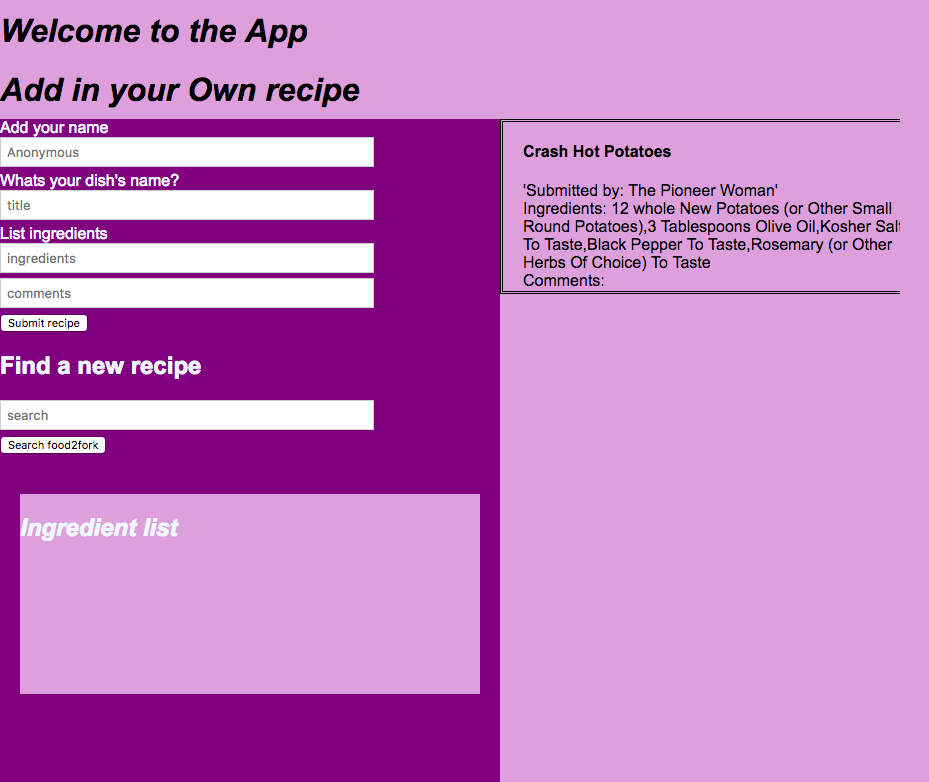 Welcome to the App
Add in your Own recipe
Add your name
Anonymous
Whats your dish's name?
title
List ingredients
ingredients
comments
Submit recipe
Find a new recipe
search
Search food2fork
Ingredient list
Crash Hot Potatoes
'Submitted by: The Pioneer Woman'
Ingredients: 12 whole New Potatoes (or Other Small
Round Potatoes),3 Tablespoons Olive Oil,Kosher Salt
To Taste,Black Pepper To Taste,Rosemary (or Other
Herbs Of Choice) To Taste
Comments: